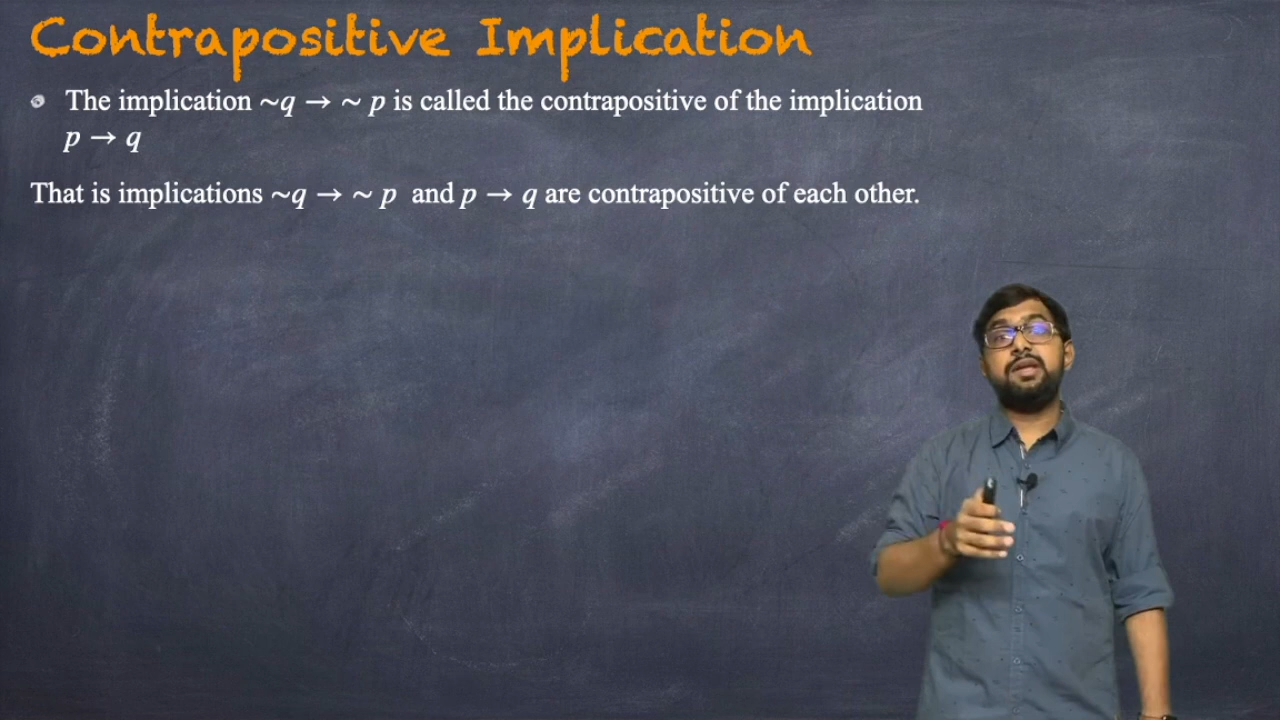 Contrapositive Implication
The implication ~q → ~ p is called the contrapositive of the implication
p → q
That is implications ~q → ~ p and p → q are contrapositive of each other.